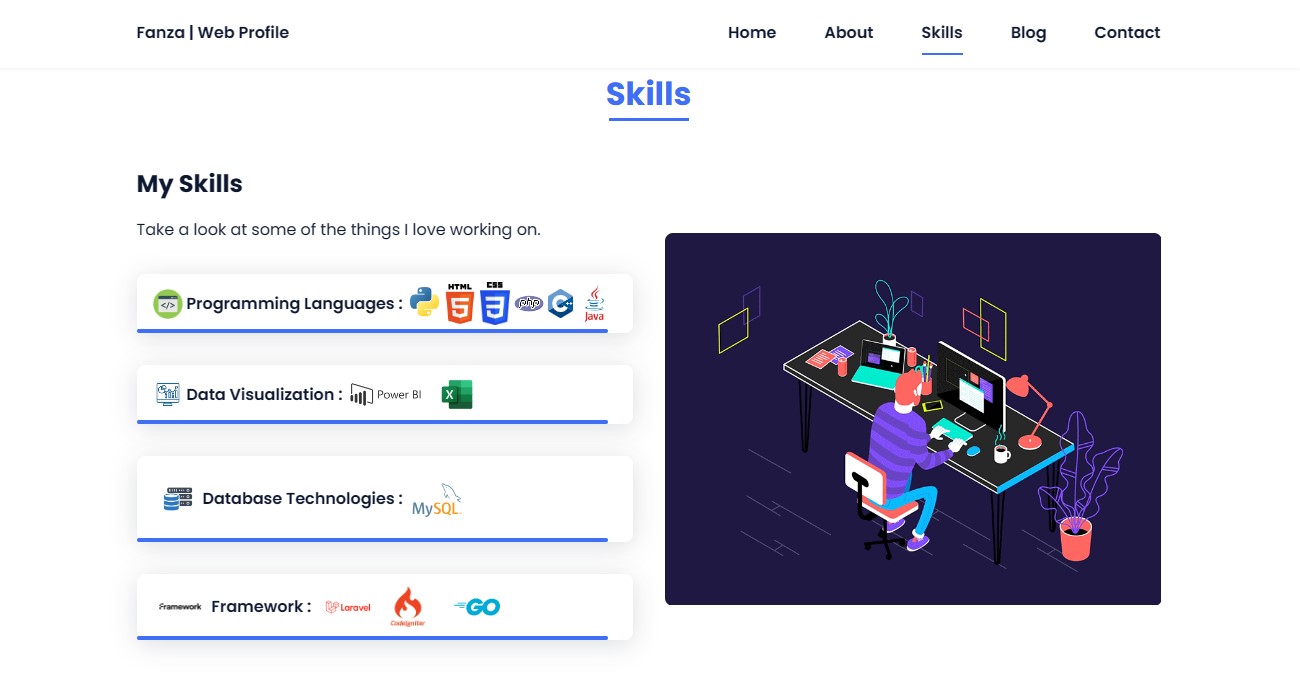 Fanza | Web Profile
Home About Skills Blog Contact
Skills
My Skills
Take a look at some of the things I love working on.
Programming Languages : HTML 5 CSS 3 php C++ Java
Data Visualization : Power BI X
Database Technologies : MySQL
Framework Framework : Laravel CodeIgniter GO